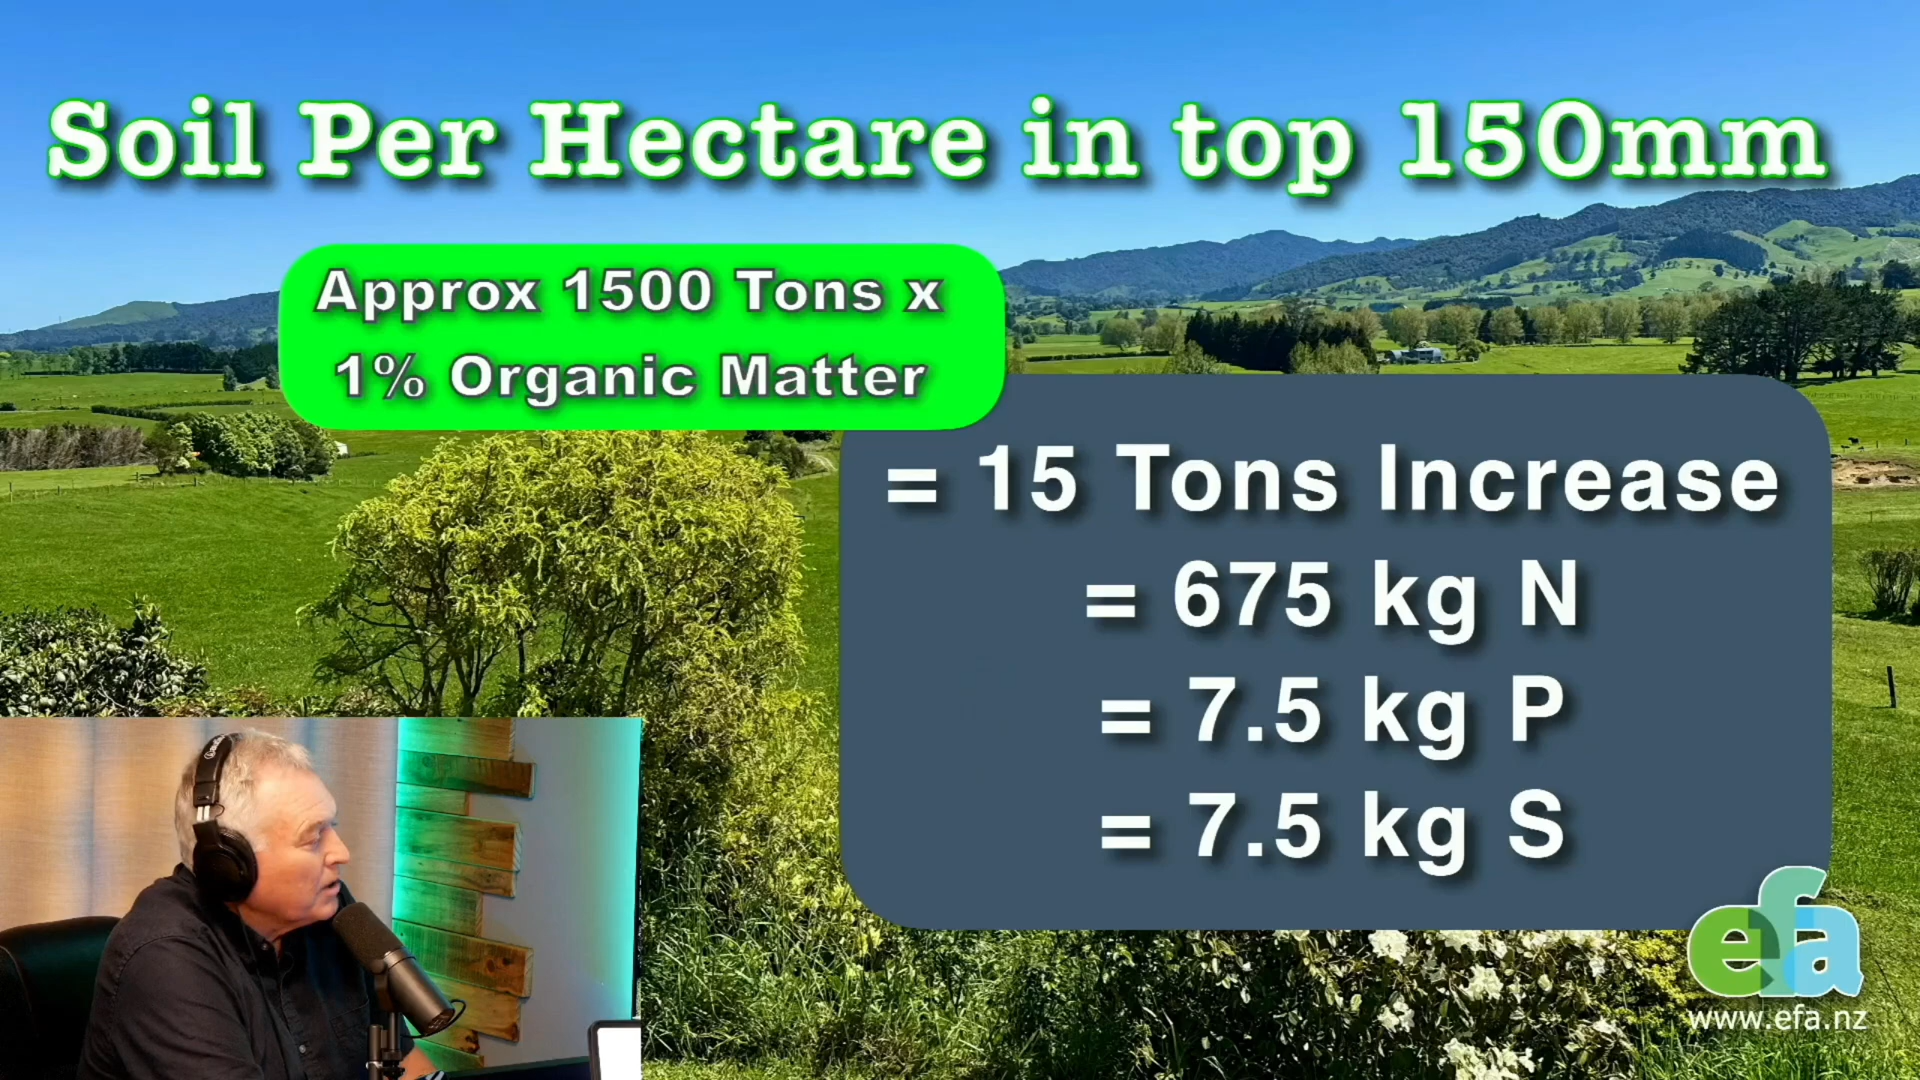 Soil Per Hectare in top 150mm
Approx 1500 Tons x
1% Organic Matter
= 15 Tons Increase
= 675 kg N
= 7.5 kg P
= 7.5 kg S
efa
www.efa.nz